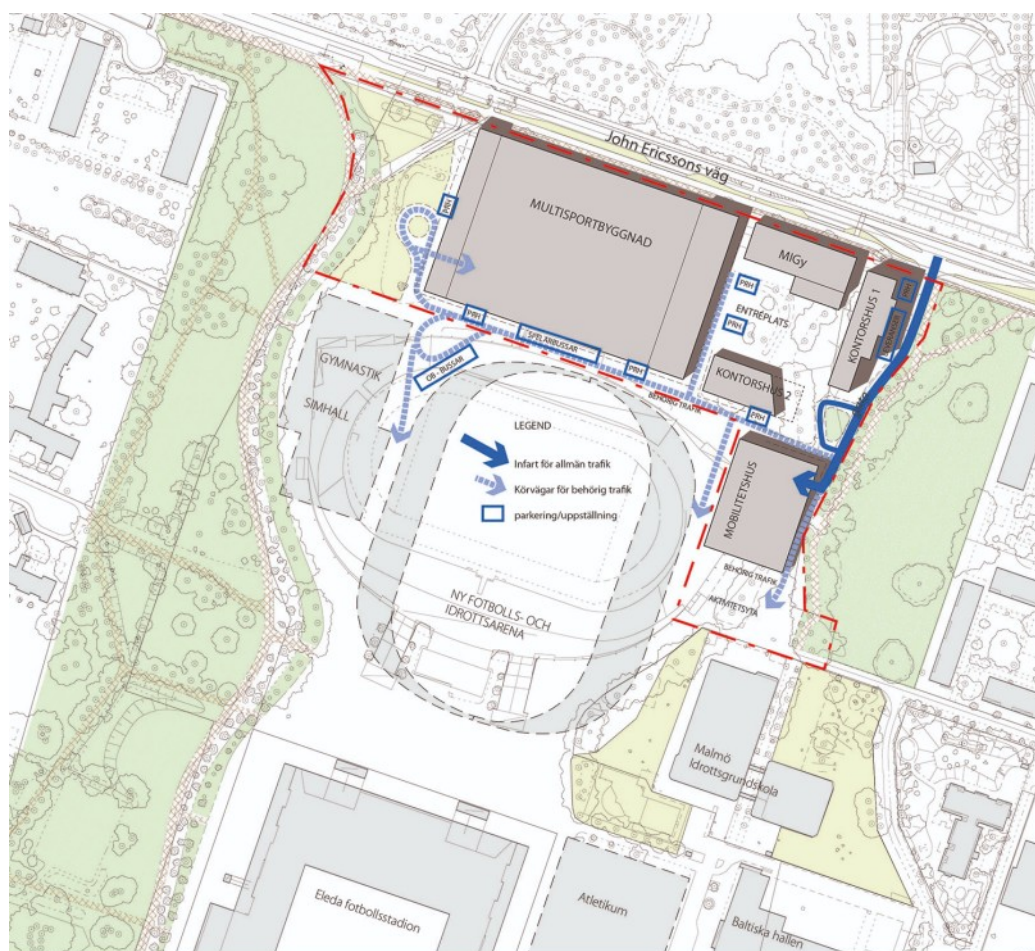 John Ericssons väg
MULTISPORTBYGGNAD
MIGy
PRH
PRH
PRH
KONTORSHUS 1
ENTRÉPLATS
PRH
PRH
SPELARBUSSAR
PRH
GYMNASTIK
OB - BUSSAR
KONTORSHUS 2
BEHÖRIG TRAFIK
PRH
SIMHALL
LEGEND
Infart för allmän trafik
Körvägar för behörig trafik
parkering/uppställning
MOBILITETSHUS
BEHÖRIG TRAFIK
AKTIVITETSYTA
NY FOTBOLLS- OCH
IDROTTSARENA
Malmö
Idrottsgrundskola
Eleda fotbollsstadion
Atletikum
Baltiska hallen